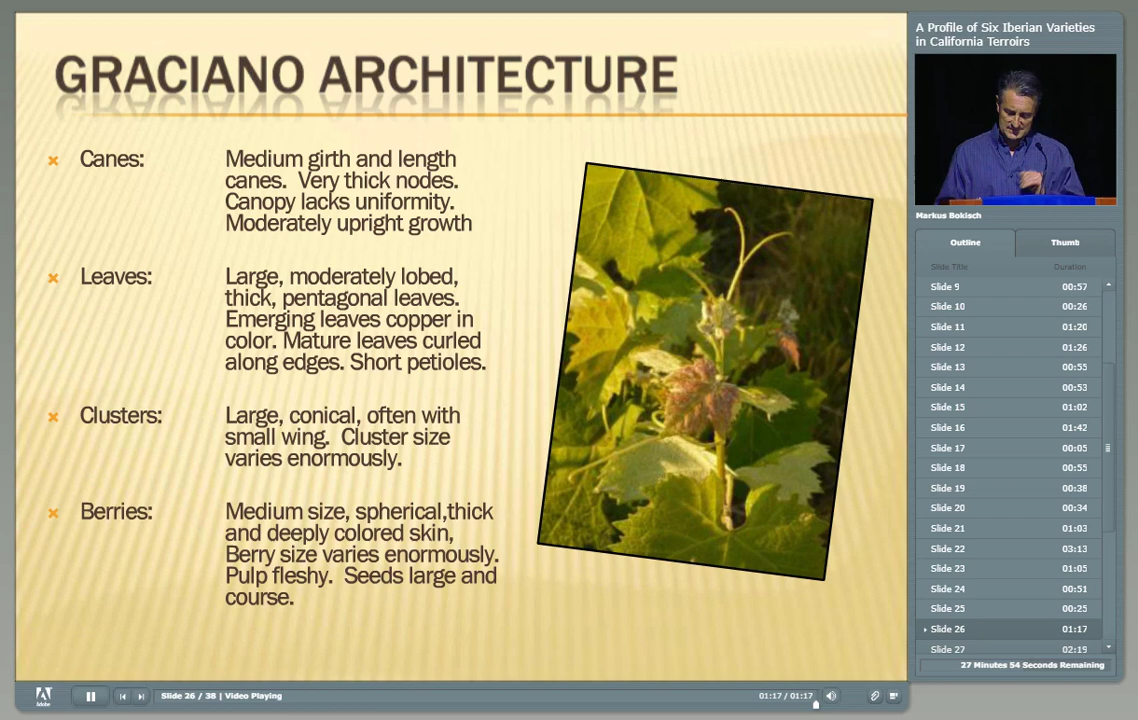 GRACIANO ARCHITECTURE
Canes:
Medium girth and length
canes. Very thick nodes.
Canopy lacks uniformity.
Moderately upright growth
Leaves:
Large, moderately lobed,
thick, pentagonal leaves.
Emerging leaves copper in
color. Mature leaves curled
along edges. Short petioles.
Clusters:
Large, conical, often with
small wing. Cluster size
varies enormously.
Berries:
Medium size, spherical,thick
and deeply colored skin,
Berry size varies enormously.
Pulp fleshy. Seeds large and
course.
A Profile of Six Iberian Varieties
in California Terroirs
Markus Bokisch
Outline Thumb
Slide Title Duration
Slide 9 00:57
Slide 10 00:26
Slide 11 01:20
Slide 12 01:26
Slide 13 00:55
Slide 14 00:53
Slide 15 01:02
Slide 16 01:42
Slide 17 00:05
Slide 18 00:55
Slide 19 00:38
Slide 20 00:34
Slide 21 01:03
Slide 22 03:13
Slide 23 01:05
Slide 24 00:51
Slide 25 00:25
Slide 26 01:17
Slide 27 02:19
27 Minutes 54 Seconds Remaining
Adobe
Slide 26 / 38 | Video Playing
01:17 / 01:17